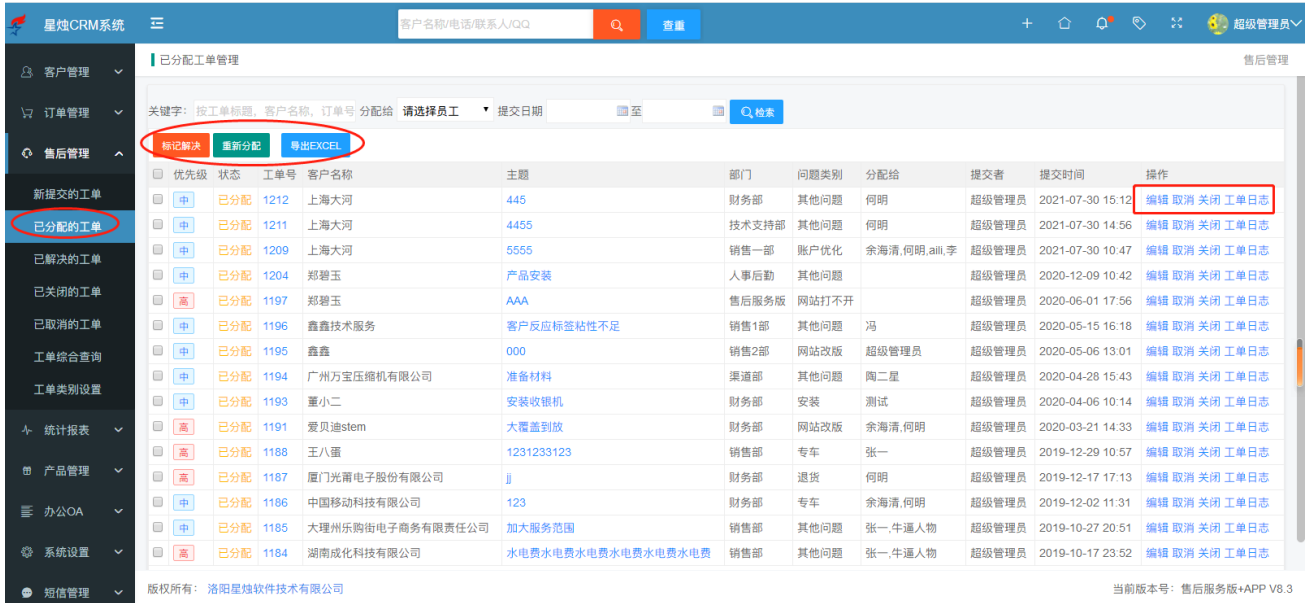 星烛CRM系统 客户名称/电话/联系人/QQ 查重 超级管理员
已分配工单管理 售后管理
客户管理
订单管理
售后管理
新提交的工单
已分配的工单
已解决的工单
已关闭的工单
已取消的工单
工单综合查询
工单类别设置
统计报表
产品管理
办公OA
系统设置
短信管理
关键字： 按工单标题，客户名称，订单号 分配给 请选择员工 提交日期 至 检索
标记解决 重新分配 导出EXCEL
优先级 状态 工单号 客户名称 主题 部门 问题类别 分配给 提交者 提交时间 操作
中 已分配 1212 上海大河 445 财务部 其他问题 何明 超级管理员 2021-07-30 15:12 编辑 取消 关闭 工单日志
中 已分配 1211 上海大河 4455 技术支持部 其他问题 何明 超级管理员 2021-07-30 14:56 编辑 取消 关闭 工单日志
中 已分配 1209 上海大河 5555 销售一部 账户优化 余海清,何明,aili,李 超级管理员 2021-07-30 10:47 编辑 取消 关闭 工单日志
中 已分配 1204 郑碧玉 产品安装 人事后勤 其他问题 超级管理员 2020-12-09 10:42 编辑 取消 关闭 工单日志
高 已分配 1197 郑碧玉 AAA 售后服务版 网站打不开 超级管理员 2020-06-01 17:56 编辑 取消 关闭 工单日志
中 已分配 1196 鑫鑫技术服务 客户反应标签粘性不足 销售1部 其他问题 冯 超级管理员 2020-05-15 16:18 编辑 取消 关闭 工单日志
中 已分配 1195 鑫鑫 000 销售2部 网站改版 超级管理员 超级管理员 2020-05-06 13:01 编辑 取消 关闭 工单日志
中 已分配 1194 广州万宝压缩机有限公司 准备材料 渠道部 其他问题 陶二星 超级管理员 2020-04-28 15:43 编辑 取消 关闭 工单日志
中 已分配 1193 董小二 安装收银机 财务部 安装 测试 超级管理员 2020-04-06 10:14 编辑 取消 关闭 工单日志
高 已分配 1191 爱贝迪stem 大覆盖到放 财务部 网站改版 余海清,何明 超级管理员 2020-03-21 14:33 编辑 取消 关闭 工单日志
高 已分配 1188 王八蛋 1231233123 销售部 专车 张一 超级管理员 2019-12-29 10:57 编辑 取消 关闭 工单日志
高 已分配 1187 厦门光莆电子股份有限公司 jj 财务部 退货 何明 超级管理员 2019-12-17 17:13 编辑 取消 关闭 工单日志
中 已分配 1186 中国移动科技有限公司 123 财务部 专车 余海清,何明 超级管理员 2019-12-02 11:31 编辑 取消 关闭 工单日志
中 已分配 1185 大理州乐购街电子商务有限责任公司 加大服务范围 销售部 其他问题 张一,牛逼人物 超级管理员 2019-10-27 20:51 编辑 取消 关闭 工单日志
高 已分配 1184 湖南成化科技有限公司 水电费水电费水电费水电费水电费水电费 销售部 其他问题 张一,牛逼人物 超级管理员 2019-10-17 23:52 编辑 取消 关闭 工单日志
版权所有： 洛阳星烛软件技术有限公司 当前版本号：售后服务版+APP V8.3